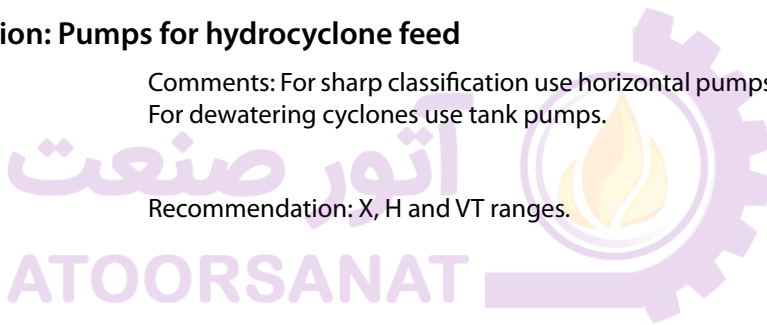 ion: Pumps for hydrocyclone feed
Comments: For sharp classification use horizontal pumps
For dewatering cyclones use tank pumps.
آتور صنعت
Recommendation: X, H and VT ranges.
ATOORSANAT